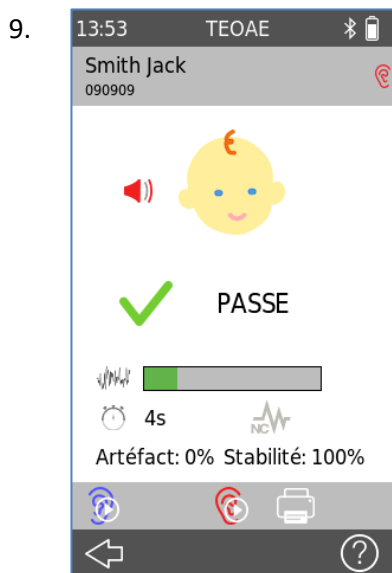 9.
13:53 TEOAE
Smith Jack
090909
PASSE
4s NC
Artéfact: 0% Stabilité: 100%
?